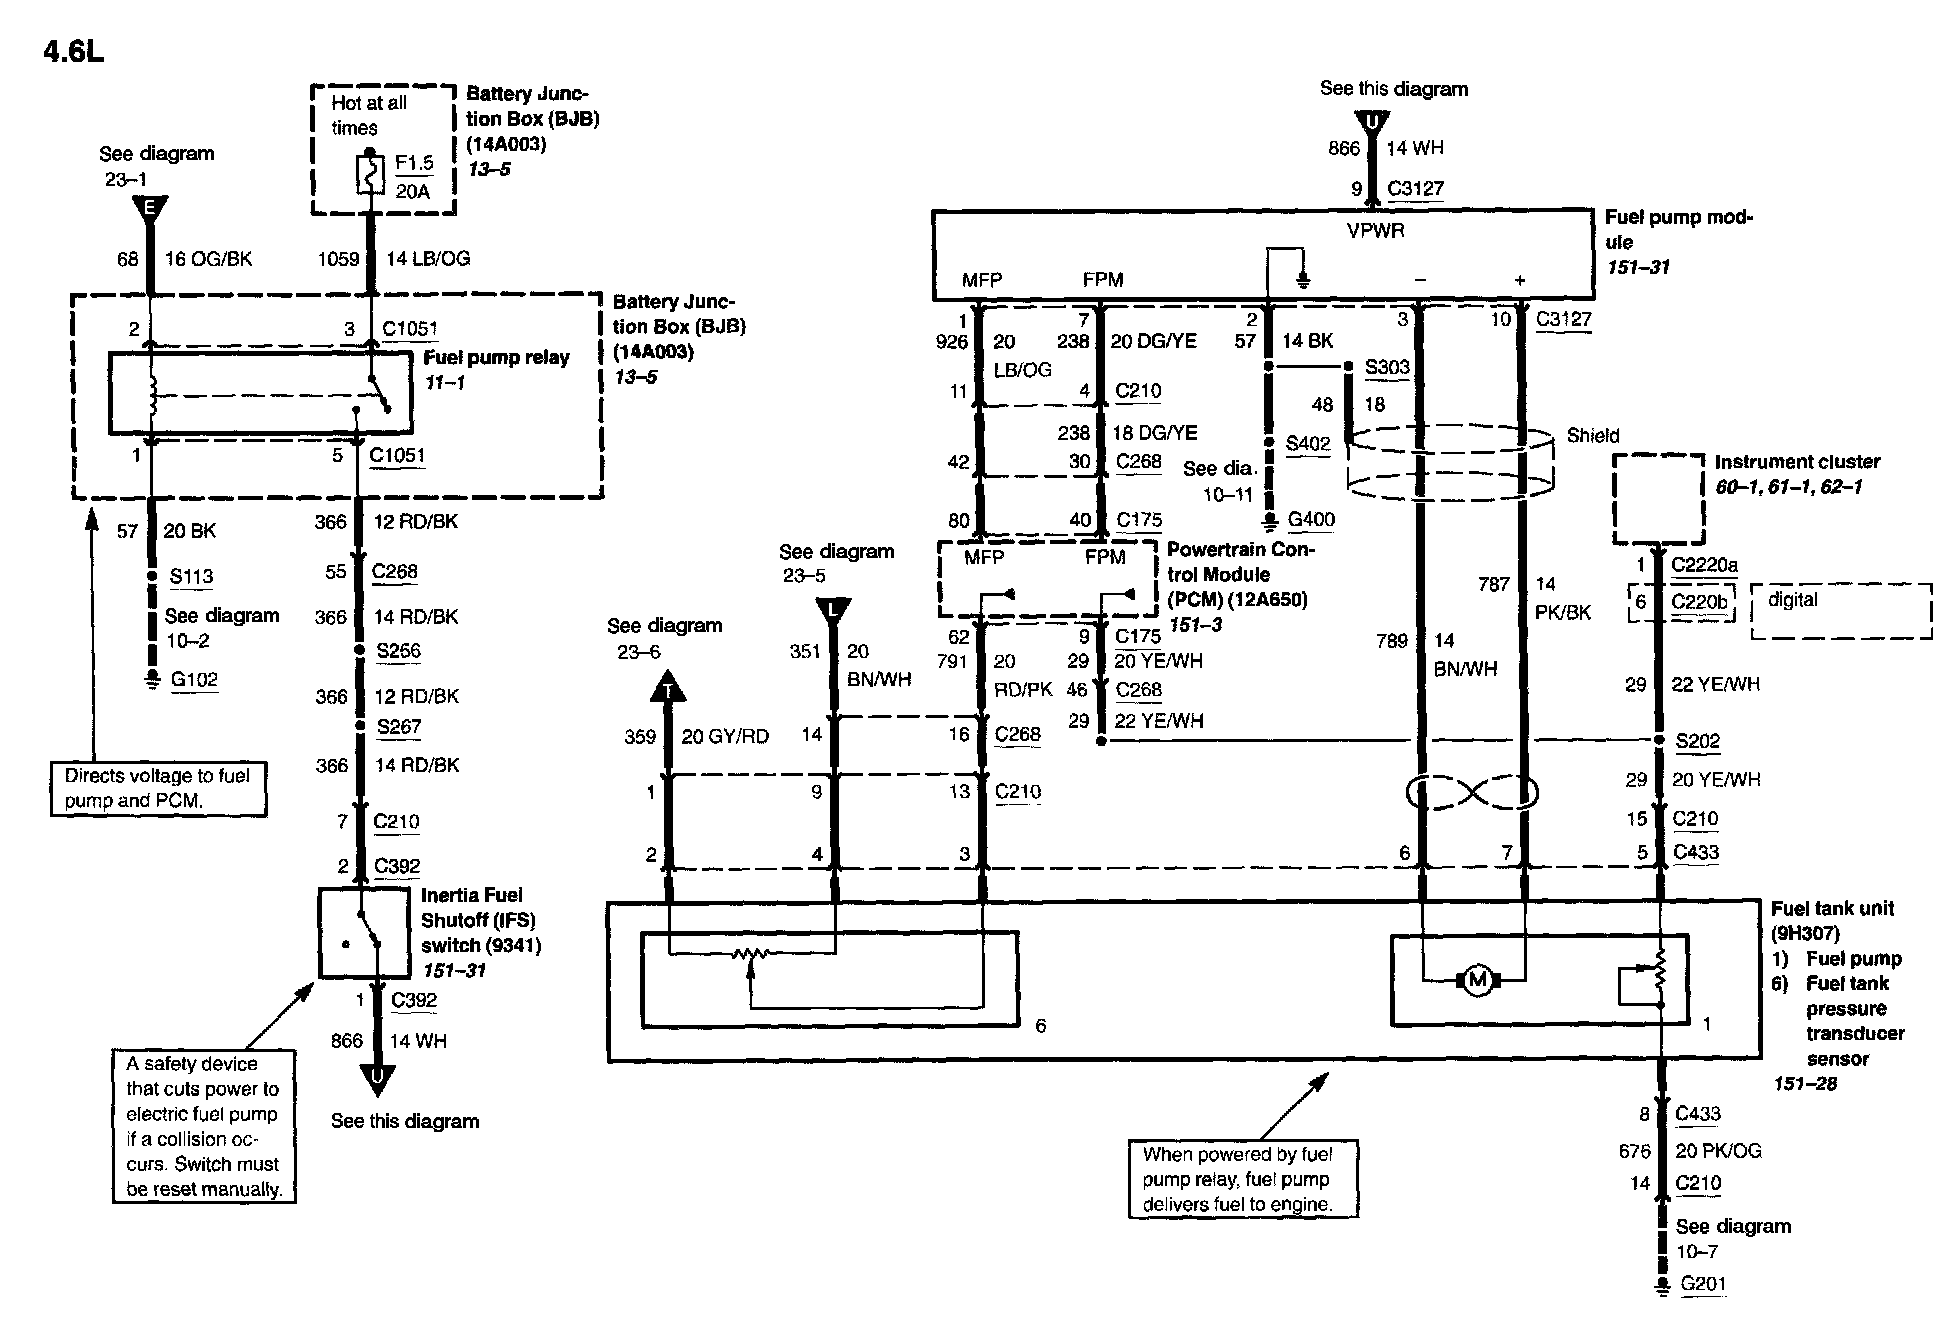 4.6L
See diagram
23-1
E
68
16 OG/BK
Hot at all
times
F1.5
20A
Battery Junc-
tion Box (BJB)
(14A003)
13-5
1059
14 LB/OG
2
3
C1051
Fuel pump relay
11-1
Battery Junc-
tion Box (BJB)
(14A003)
13-5
1
5
C1051
57
20 BK
S113
See diagram
10-2
G102
366
12 RD/BK
55
C268
366
14 RD/BK
S266
366
12 RD/BK
S267
366
14 RD/BK
7
C210
2
C392
Directs voltage to fuel
pump and PCM.
Inertia Fuel
Shutoff (IFS)
switch (9341)
151-31
1
C392
866
14 WH
U
See this diagram
A safety device
that cuts power to
electric fuel pump
if a collision oc-
curs. Switch must
be reset manually.
See this diagram
U
866
14 WH
9
C3127
VPWR
MFP
FPM
-
+
Fuel pump mod-
ule
151-31
1
7
2
3
10
C3127
926
20
LB/OG
238
20 DG/YE
57
14 BK
11
4
C210
S303
48
18
238
18 DG/YE
42
30
C268
S402
See dia.
10-11
G400
Shield
80
40
C175
MFP
FPM
Powertrain Con-
trol Module
(PCM) (12A650)
151-3
Instrument cluster
60-1, 61-1, 62-1
1
C2220a
6
C220b
digital
787
14
PK/BK
789
14
BN/WH
See diagram
23-5
L
351
20
BN/WH
See diagram
23-6
T
359
20 GY/RD
62
9
C175
791
20
RD/PK
29
20 YE/WH
46
C268
29
22 YE/WH
14
16
C268
29
22 YE/WH
S202
29
20 YE/WH
1
9
13
C210
15
C210
2
4
3
6
7
5
C433
M
6
1
Fuel tank unit
(9H307)
1) Fuel pump
6) Fuel tank
pressure
transducer
sensor
151-28
When powered by fuel
pump relay, fuel pump
delivers fuel to engine.
8
C433
676
20 PK/OG
14
C210
See diagram
10-7
G201